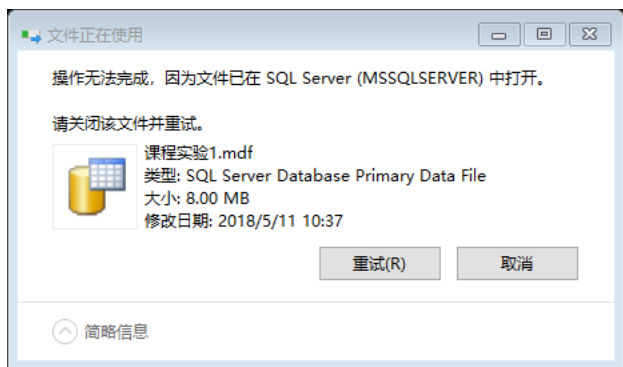 文件正在使用
操作无法完成，因为文件已在 SQL Server (MSSQLSERVER) 中打开。
请关闭该文件并重试。
课程实验1.mdf
类型: SQL Server Database Primary Data File
大小: 8.00 MB
修改日期: 2018/5/11 10:37
重试(R) 取消
简略信息